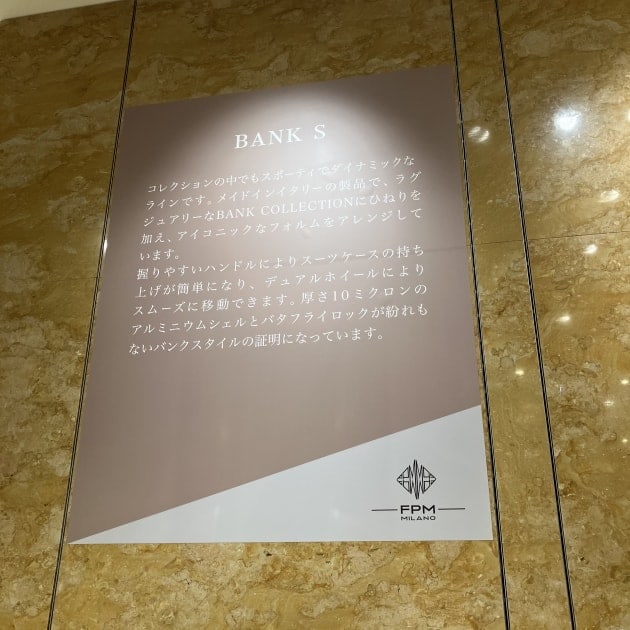 BANK S
コレクションの中でもスポーティでダイナミックな
ラインです。メイドインイタリーの製品で、ラグ
ジュアリーなBANK COLLECTIONにひねりを
加え、アイコニックなフォルムをアレンジして
います。
握りやすいハンドルによりスーツケースの持ち
上げが簡単になり、デュアルホイールにより
スムーズに移動できます。厚さ10ミクロンの
アルミニウムシェルとバタフライロックが紛れも
ないバンクスタイルの証明になっています。
FPM
MILANO